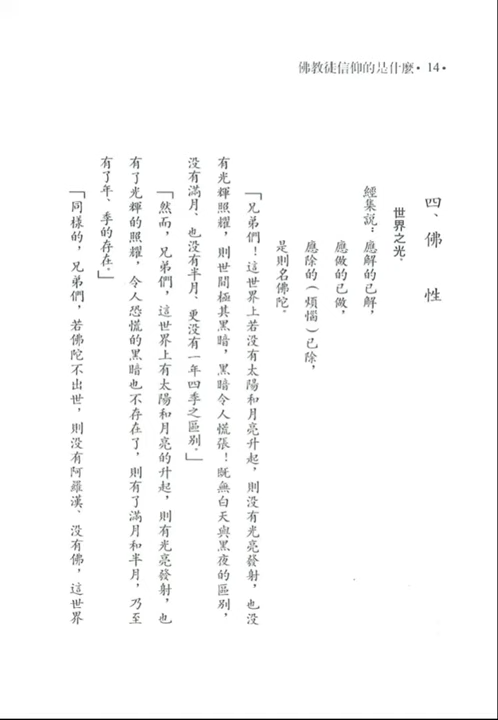 佛教徒信仰的是什麼•14•
四、佛性
世界之光.
經集說：應解的已解，
應做的已做，
應除的（煩惱）已除，
是則名佛陀。
「兄弟們！這世界上若没有太陽和月亮升起，則没有光亮發射，也没
有光輝照耀，則世間極其黑暗，黑暗令人慌張！既無白天與黑夜的區別，
没有滿月、也没有半月、更没有一年四季之區別。」
「然而，兄弟們，這世界上有太陽和月亮的升起，則有光亮發射，也
有了光輝的照耀，令人恐慌的黑暗也不存在了，則有了滿月和半月，乃至
有了年、季的存在。」
「同樣的，兄弟們，若佛陀不出世，則没有阿羅漢、没有佛，這世界